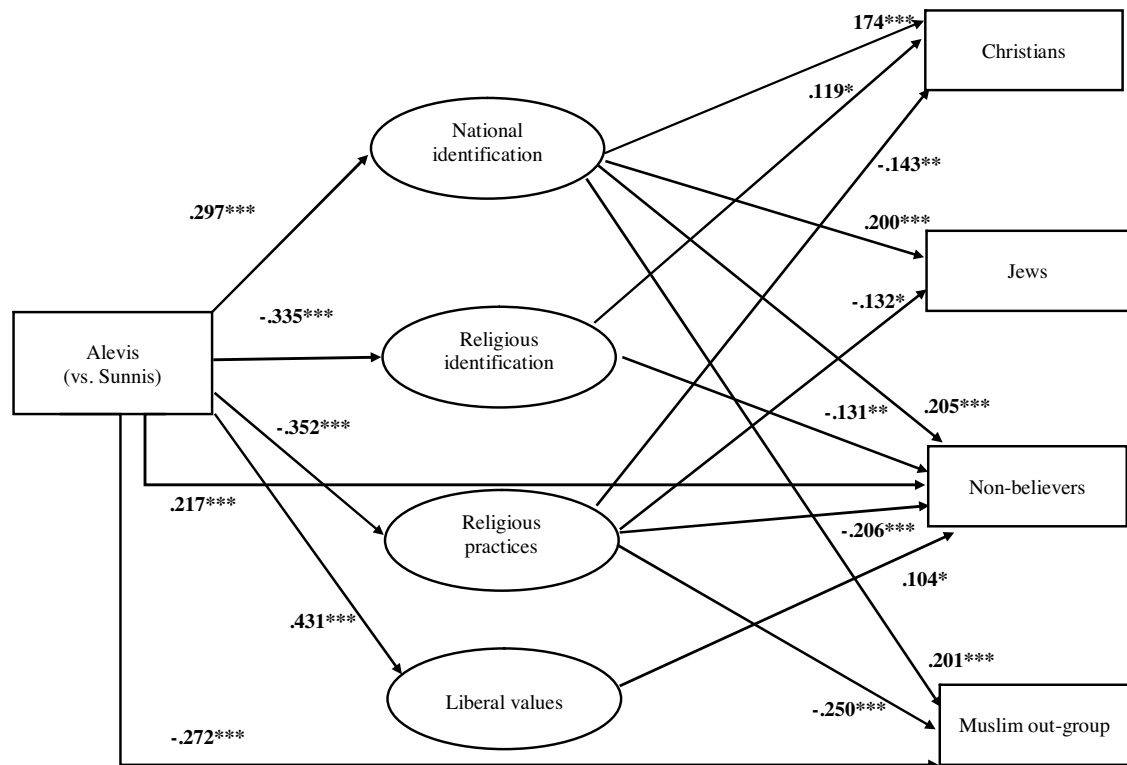 174***
Christians
.119*
National
identification
-.143**
.297***
.200***
Jews
-.132*
-.335***
Alevis
(vs. Sunnis)
Religious
identification
-.352***
-.131**
.205***
Non-believers
.217***
Religious
practices
-.206***
.104*
.431***
.201***
Liberal values
-.250***
Muslim out-group
-.272***